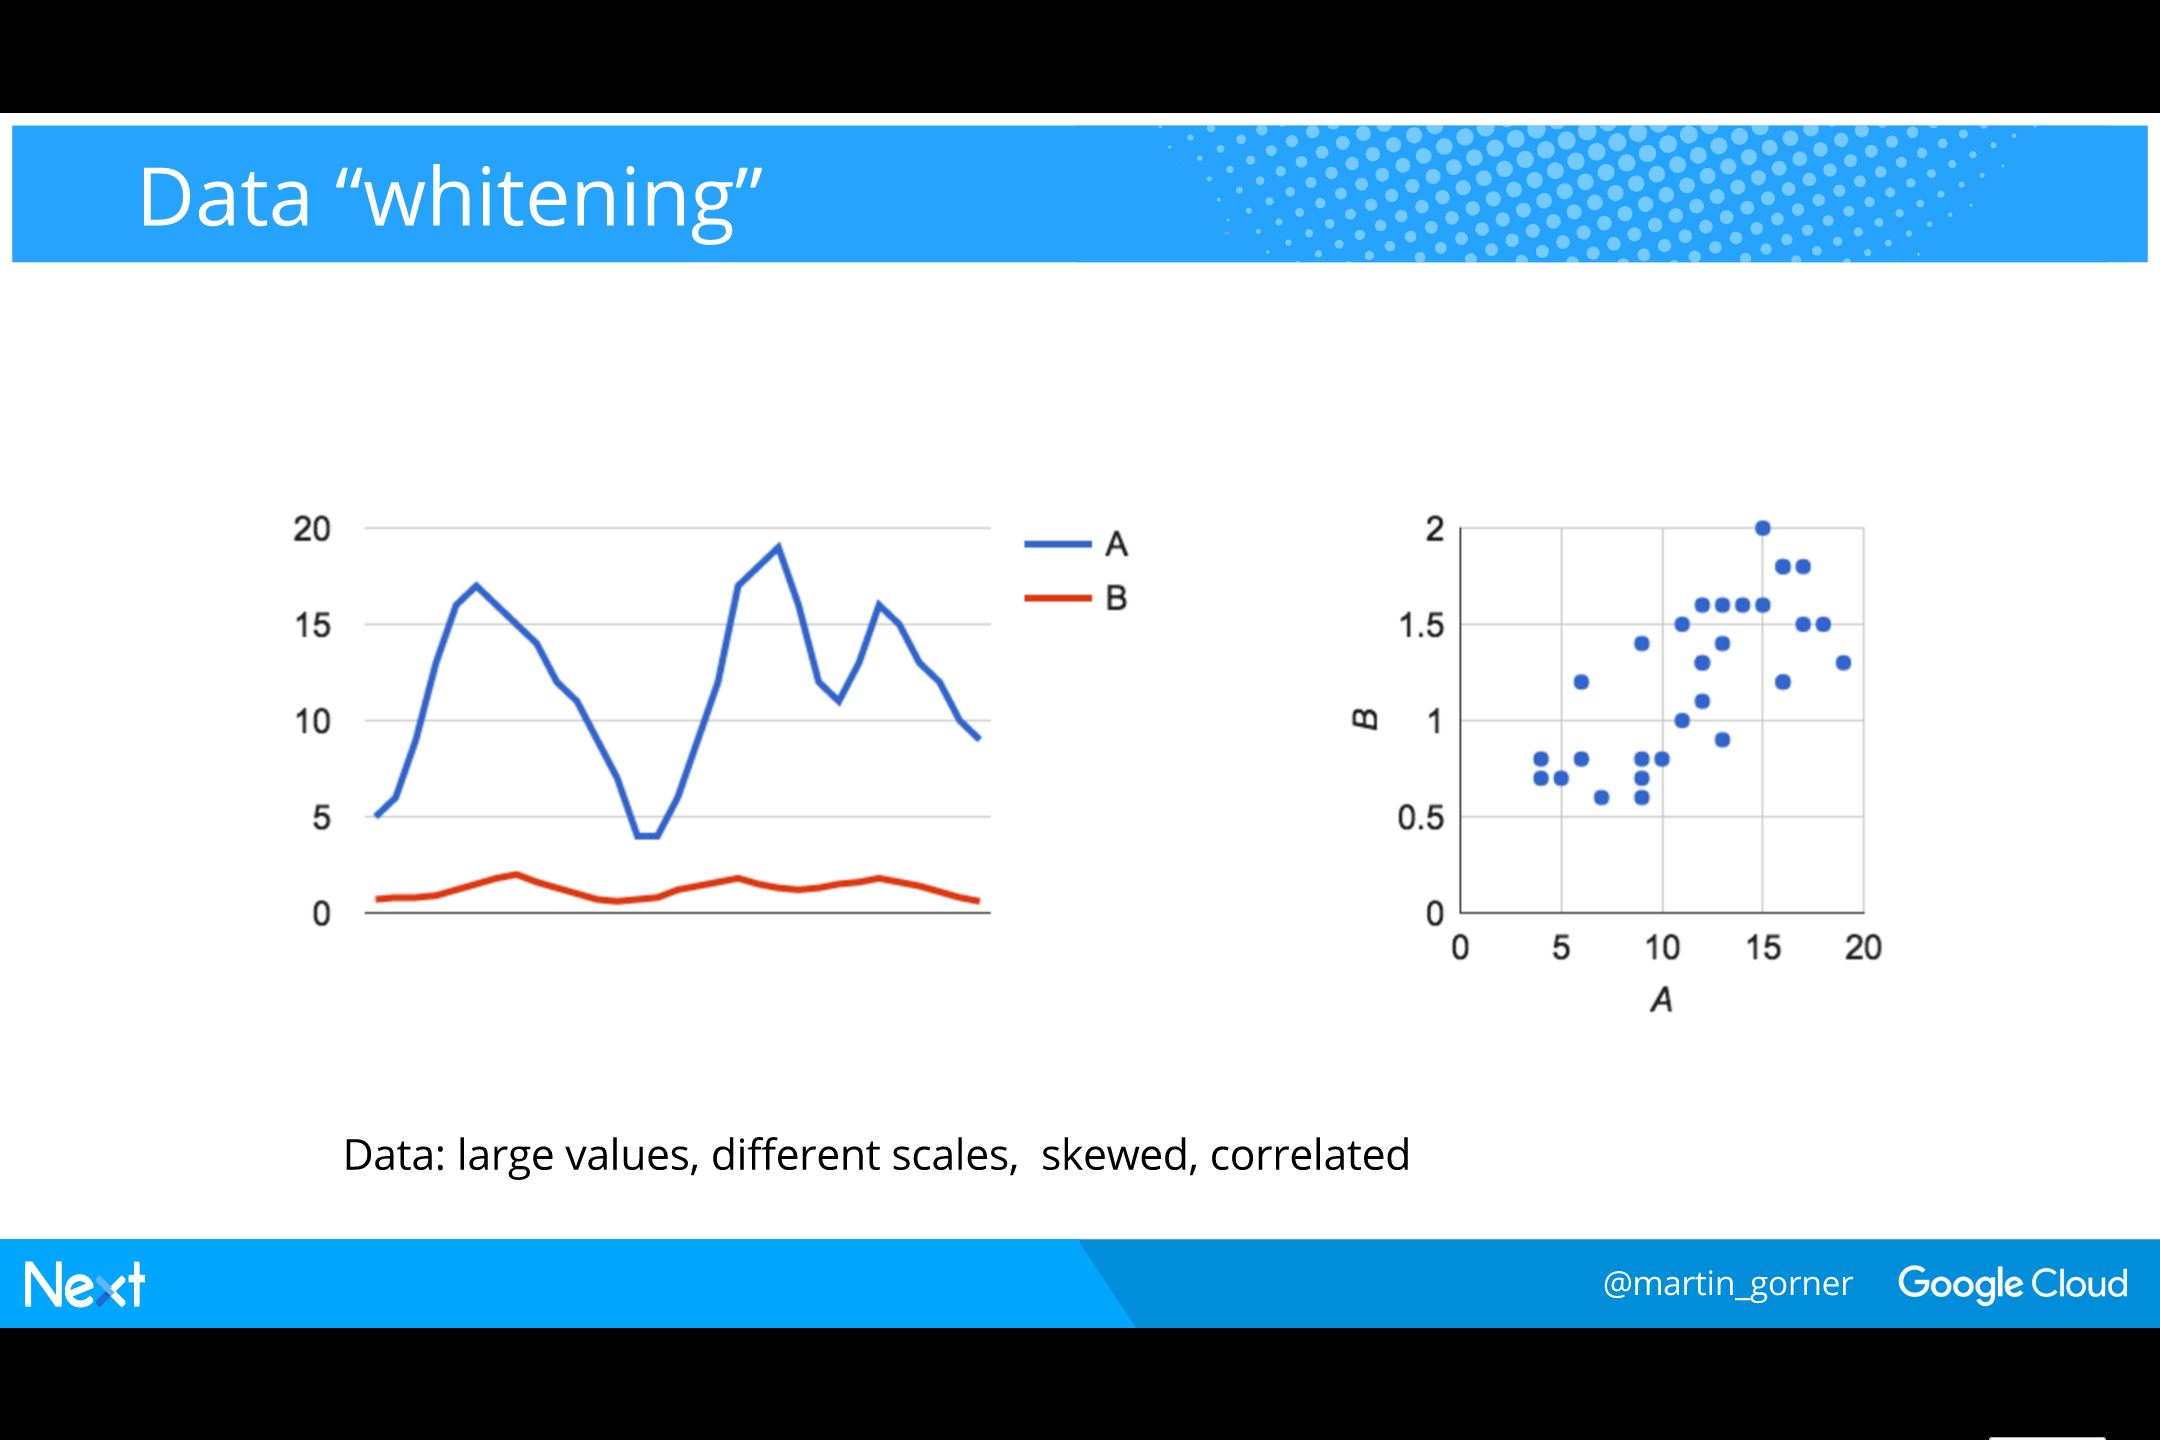 Data “whitening”
20
15
10
5
0
A
B
2
1.5
1
0.5
0
B
0 5 10 15 20
A
Data: large values, different scales,  skewed, correlated
Next
@martin_gorner Google Cloud